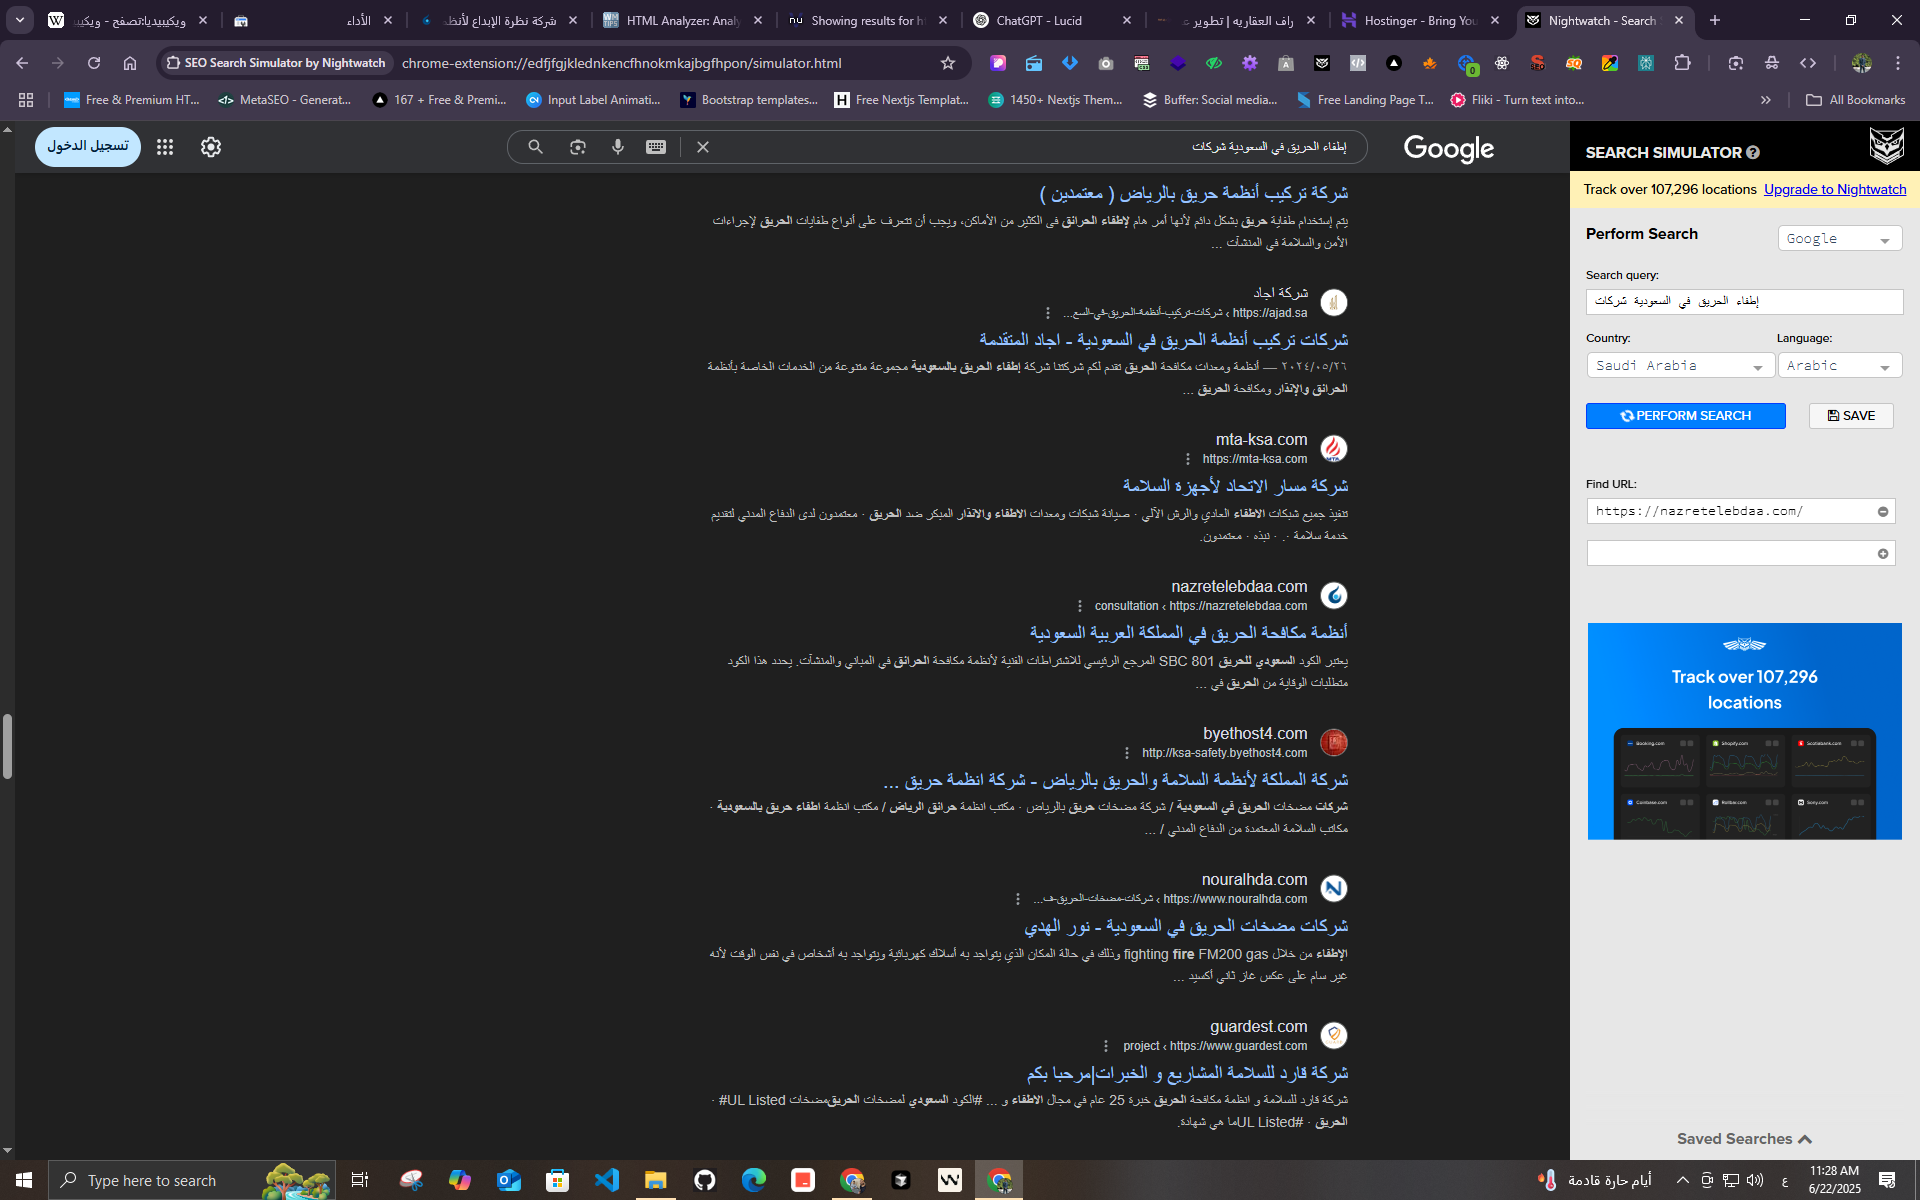 ويكيبيديا:تصفح - ويكيبي
الأداء
شركة نظرة الإبداع لأنظم
HTML Analyzer: Analy
Showing results for h
ChatGPT - Lucid
راف العقاريه | تطوير عـ
Hostinger - Bring You
Nightwatch - Search S
SEO Search Simulator by Nightwatch
chrome-extension://edfjfgjklednkencfhnokmkajbgfhpon/simulator.html
Free & Premium HT...
MetaSEO - Generat...
167 + Free & Premi...
Input Label Animati...
Bootstrap templates...
Free Nextjs Templat...
1450+ Nextjs Them...
Buffer: Social media...
Free Landing Page T...
Fliki - Turn text into...
All Bookmarks
تسجيل الدخول
إطفاء الحريق في السعودية شركات
Google
شركة تركيب أنظمة حريق بالرياض ( معتمدين )
يتم إستخدام طفاية حريق بشكل دائم لأنها أمر هام لإطفاء الحرائق فى الكثير من الأماكن، ويجب أن تتعرف على أنواع طفايات الحريق لإجراءات
الأمن والسلامة في المنشآت ...
شركة اجاد
https://ajad.sa › شركات-تركيب-أنظمة-الحريق-في-السع...
شركات تركيب أنظمة الحريق في السعودية - اجاد المتقدمة
٢٦‏/٠٥‏/٢٠٢٤ — أنظمة ومعدات مكافحة الحريق تقدم لكم شركتنا شركة إطفاء الحريق بالسعودية مجموعة متنوعة من الخدمات الخاصة بأنظمة
الحرائق والإنذار ومكافحة الحريق ...
mta-ksa.com
https://mta-ksa.com
شركة مسار الاتحاد لأجهزة السلامة
تنفيذ جميع شبكات الاطفاء العادي والرش الآلي · صيانة شبكات ومعدات الاطفاء والانذار المبكر ضد الحريق · معتمدون لدى الدفاع المدني لتقديم
خدمة سلامة · . · نبذه · معتمدون.
nazretelebdaa.com
https://nazretelebdaa.com › consultation
أنظمة مكافحة الحريق في المملكة العربية السعودية
يعتبر الكود السعودي للحريق SBC 801 المرجع الرئيسي للاشتراطات الفنية لأنظمة مكافحة الحرائق في المباني والمنشآت. يحدد هذا الكود
متطلبات الوقاية من الحريق في ...
byethost4.com
http://ksa-safety.byethost4.com
شركة المملكة لأنظمة السلامة والحريق بالرياض - شركة انظمة حريق ...
شركات مضخات الحريق في السعودية / شركة مضخات حريق بالرياض · مكتب انظمة حرائق الرياض / مكتب انظمة اطفاء حريق بالسعودية ·
مكاتب السلامة المعتمدة من الدفاع المدني / ...
nouralhda.com
https://www.nouralhda.com › شركات-مضخات-الحريق-ف...
شركات مضخات الحريق في السعودية - نور الهدي
الإطفاء من خلال fighting fire FM200 gas وذلك في حالة المكان الذي يتواجد به أسلاك كهربائية ويتواجد به أشخاص في نفس الوقت لأنه
غير سام على عكس غاز ثاني أكسيد ...
guardest.com
https://www.guardest.com › project
شركة قارد للسلامة المشاريع و الخبرات|مرحبا بكم
شركة قارد للسلامة و انظمة مكافحة الحريق خبرة 25 عام في مجال الاطفاء و ... #الكود السعودي لمضخات الحريق‏مضخات UL Listed# ·
الحريق · #UL Listed‏ما هي شهادة.
SEARCH SIMULATOR
Track over 107,296 locations Upgrade to Nightwatch
Perform Search
Google
Search query:
إطفاء الحريق في السعودية شركات
Country:
Language:
Saudi Arabia
Arabic
PERFORM SEARCH
SAVE
Find URL:
https://nazretelebdaa.com/
Track over 107,296
locations
Booking.com
Shopify.com
Scotiabank.com
Coinbase.com
Rollbar.com
Sony.com
Saved Searches
Type here to search
أيام حارة قادمة
ع
11:28 AM
6/22/2025